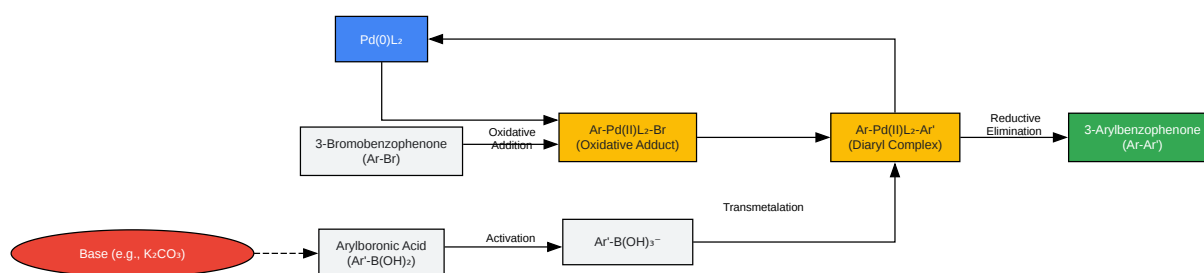 Pd(0)L₂
3-Bromobenzophenone
(Ar-Br)
Oxidative
Addition
Ar-Pd(II)L₂-Br
(Oxidative Adduct)
Ar-Pd(II)L₂-Ar'
(Diaryl Complex)
Reductive
Elimination
3-Arylbenzophenone
(Ar-Ar')
Transmetalation
Base (e.g., K₂CO₃)
Arylboronic Acid
(Ar'-B(OH)₂)
Activation
Ar'-B(OH)₃⁻